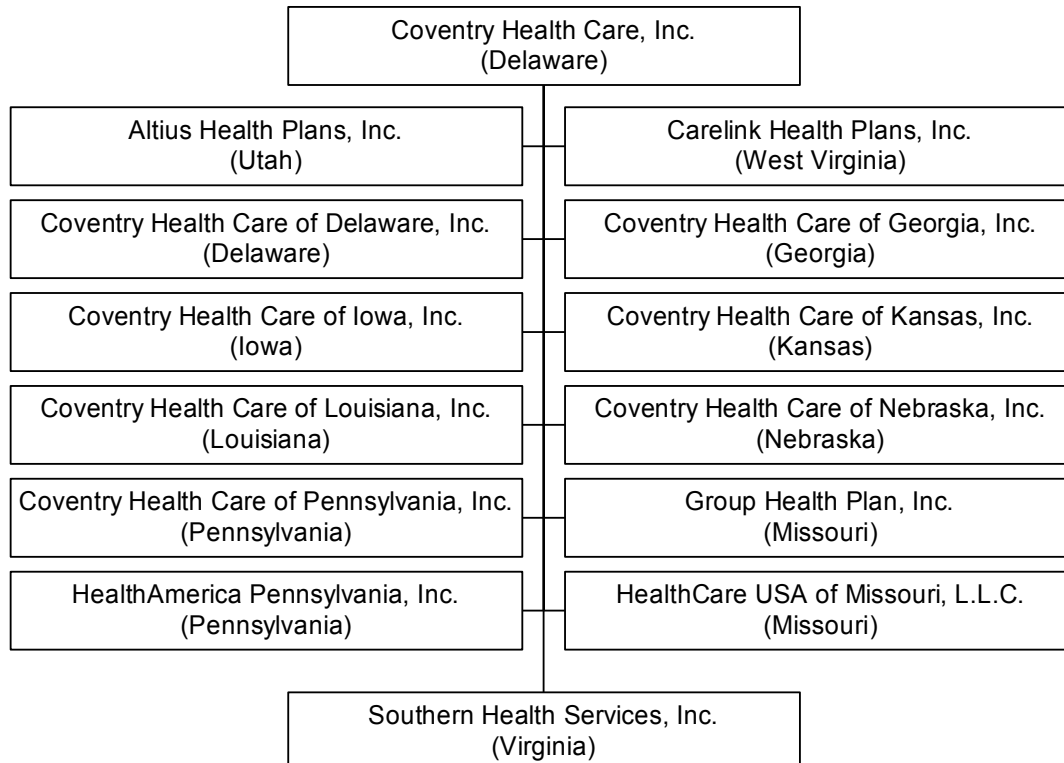 Coventry Health Care, Inc.
(Delaware)
Altius Health Plans, Inc.
(Utah)
Carelink Health Plans, Inc.
(West Virginia)
Coventry Health Care of Delaware, Inc.
(Delaware)
Coventry Health Care of Georgia, Inc.
(Georgia)
Coventry Health Care of Iowa, Inc.
(Iowa)
Coventry Health Care of Kansas, Inc.
(Kansas)
Coventry Health Care of Louisiana, Inc.
(Louisiana)
Coventry Health Care of Nebraska, Inc.
(Nebraska)
Coventry Health Care of Pennsylvania, Inc.
(Pennsylvania)
Group Health Plan, Inc.
(Missouri)
HealthAmerica Pennsylvania, Inc.
(Pennsylvania)
HealthCare USA of Missouri, L.L.C.
(Missouri)
Southern Health Services, Inc.
(Virginia)